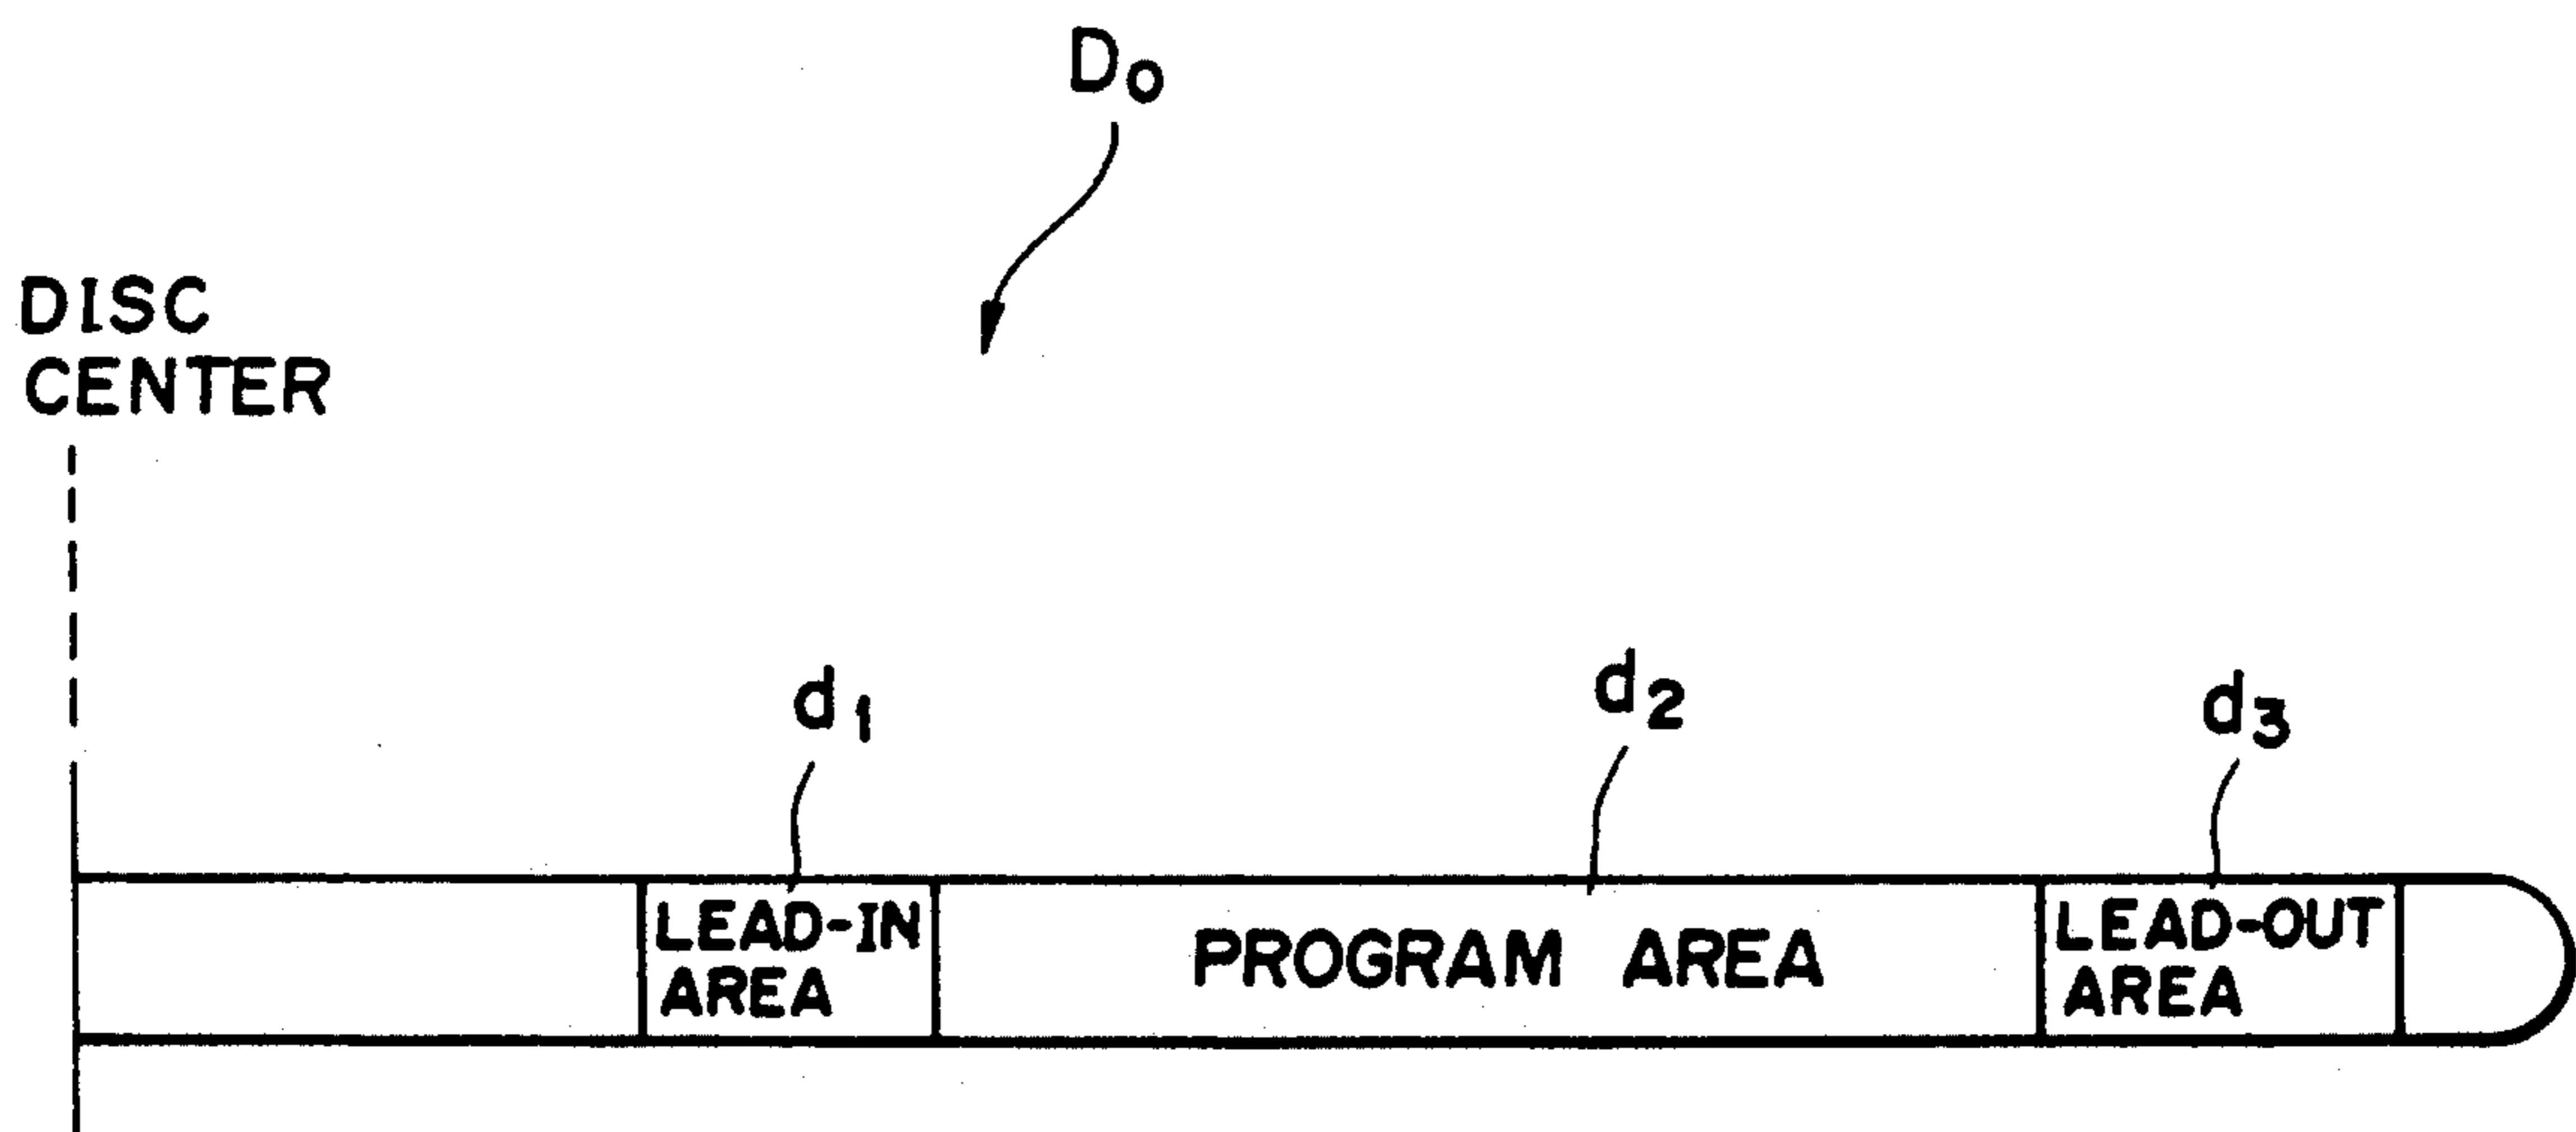 D₀
DISC
CENTER
d₁
d₂
d₃
LEAD-IN
AREA
PROGRAM AREA
LEAD-OUT
AREA